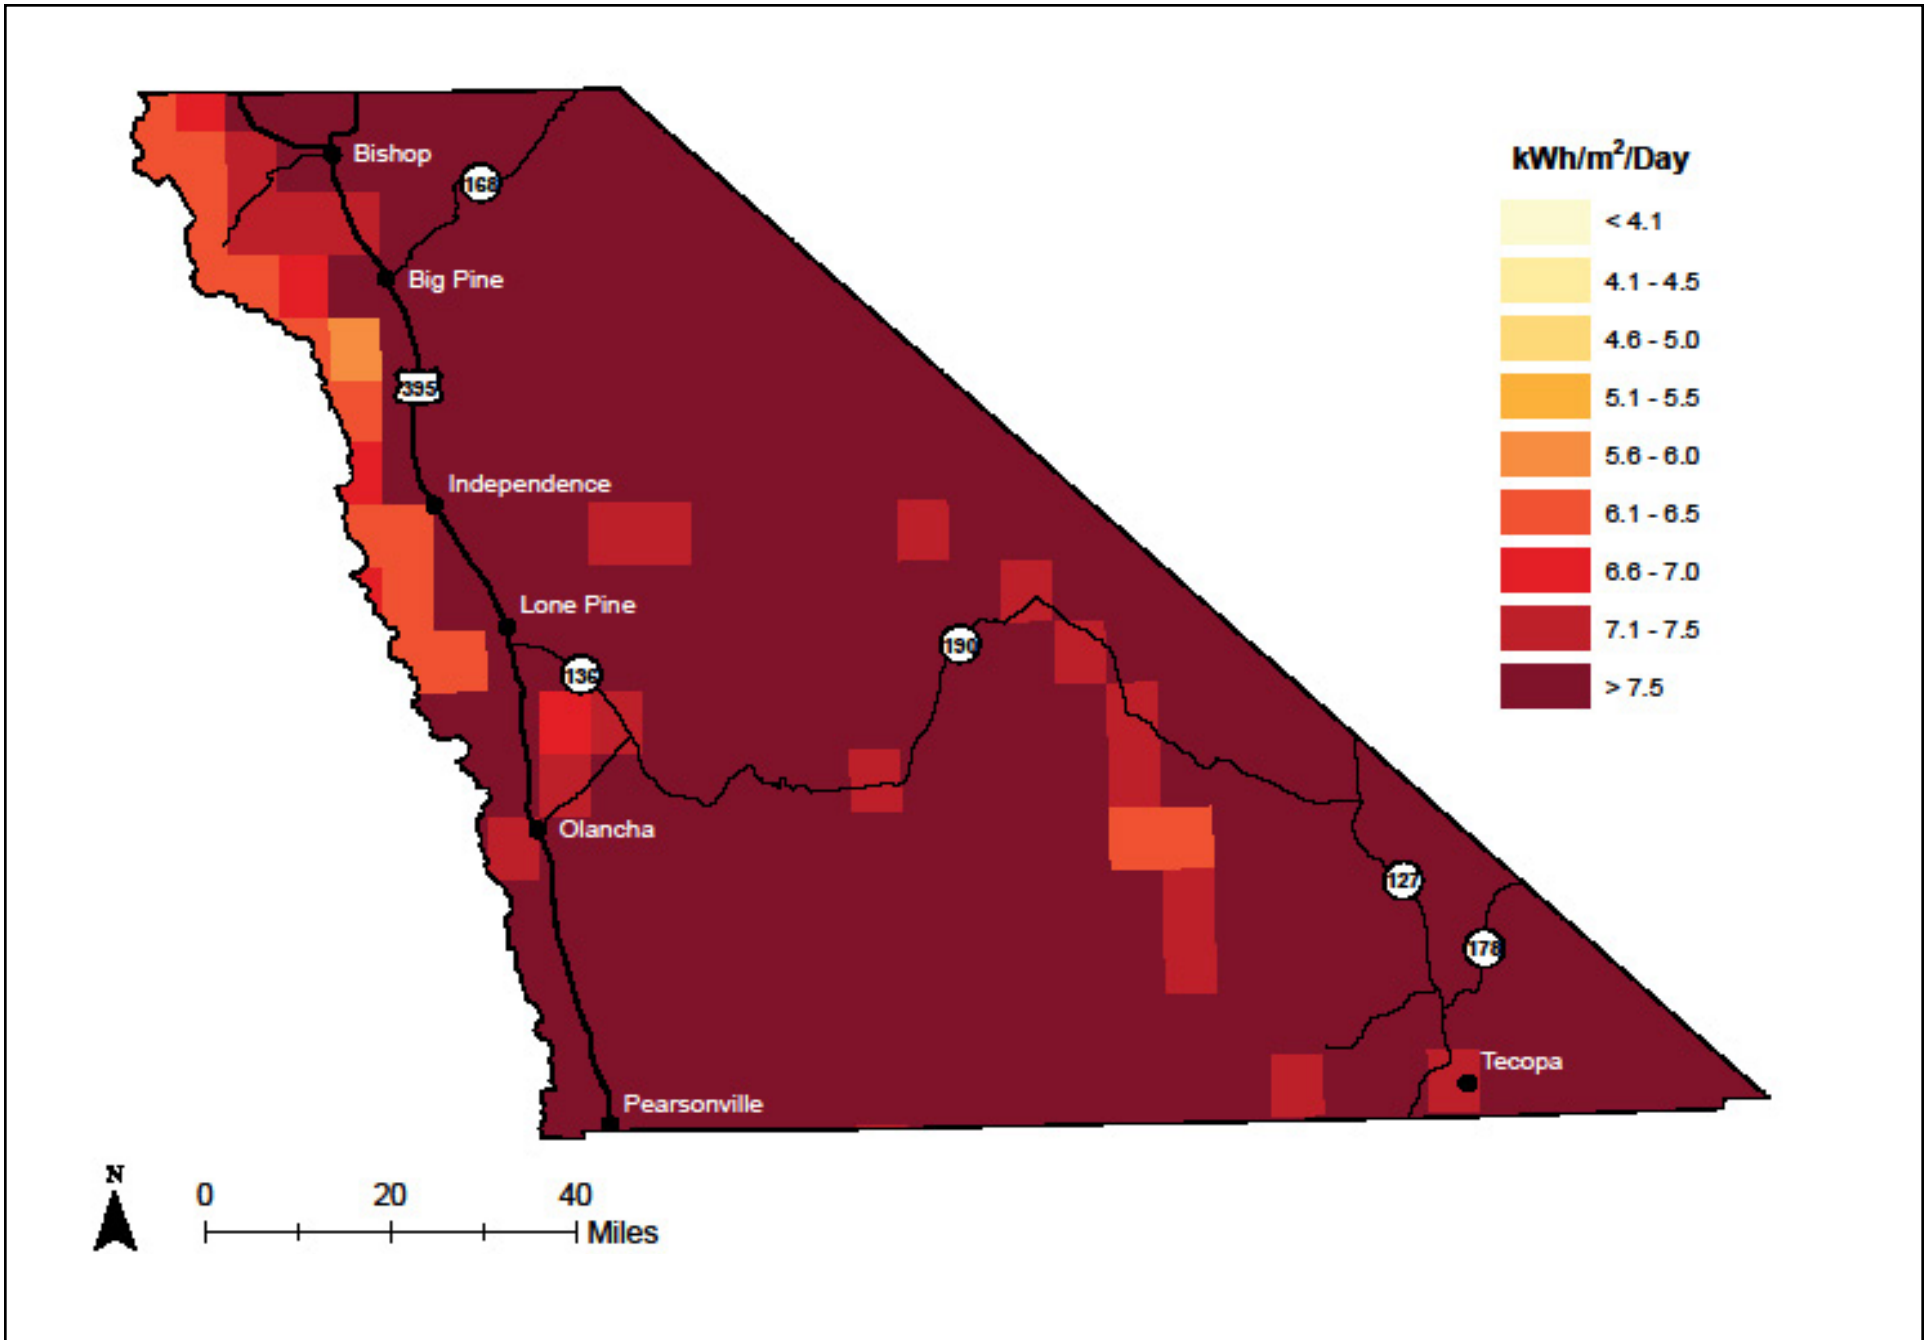 Bishop
168
Big Pine
395
Independence
Lone Pine
136
190
Olancha
127
178
Tecopa
Pearsonville
kWh/m²/Day
< 4.1
4.1 - 4.5
4.6 - 5.0
5.1 - 5.5
5.6 - 6.0
6.1 - 6.5
6.6 - 7.0
7.1 - 7.5
> 7.5
N
0 20 40
Miles